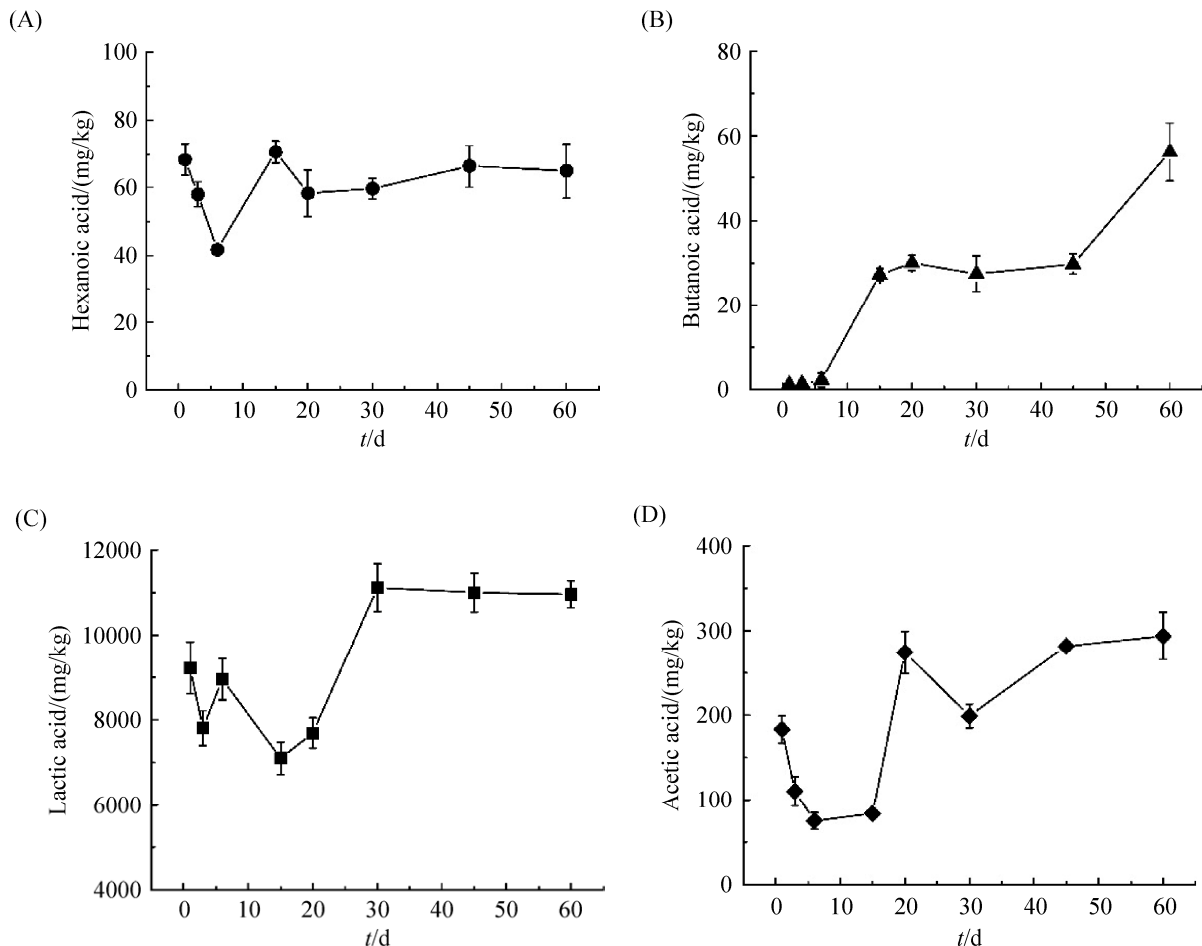 (A)
100
80
60
40
20
0
Hexanoic acid/(mg/kg)
0 10 20 30 40 50 60
t/d
(B)
80
60
40
20
0
Butanoic acid/(mg/kg)
0 10 20 30 40 50 60
t/d
(C)
12000
10000
8000
6000
4000
Lactic acid/(mg/kg)
0 10 20 30 40 50 60
t/d
(D)
400
300
200
100
0
Acetic acid/(mg/kg)
0 10 20 30 40 50 60
t/d